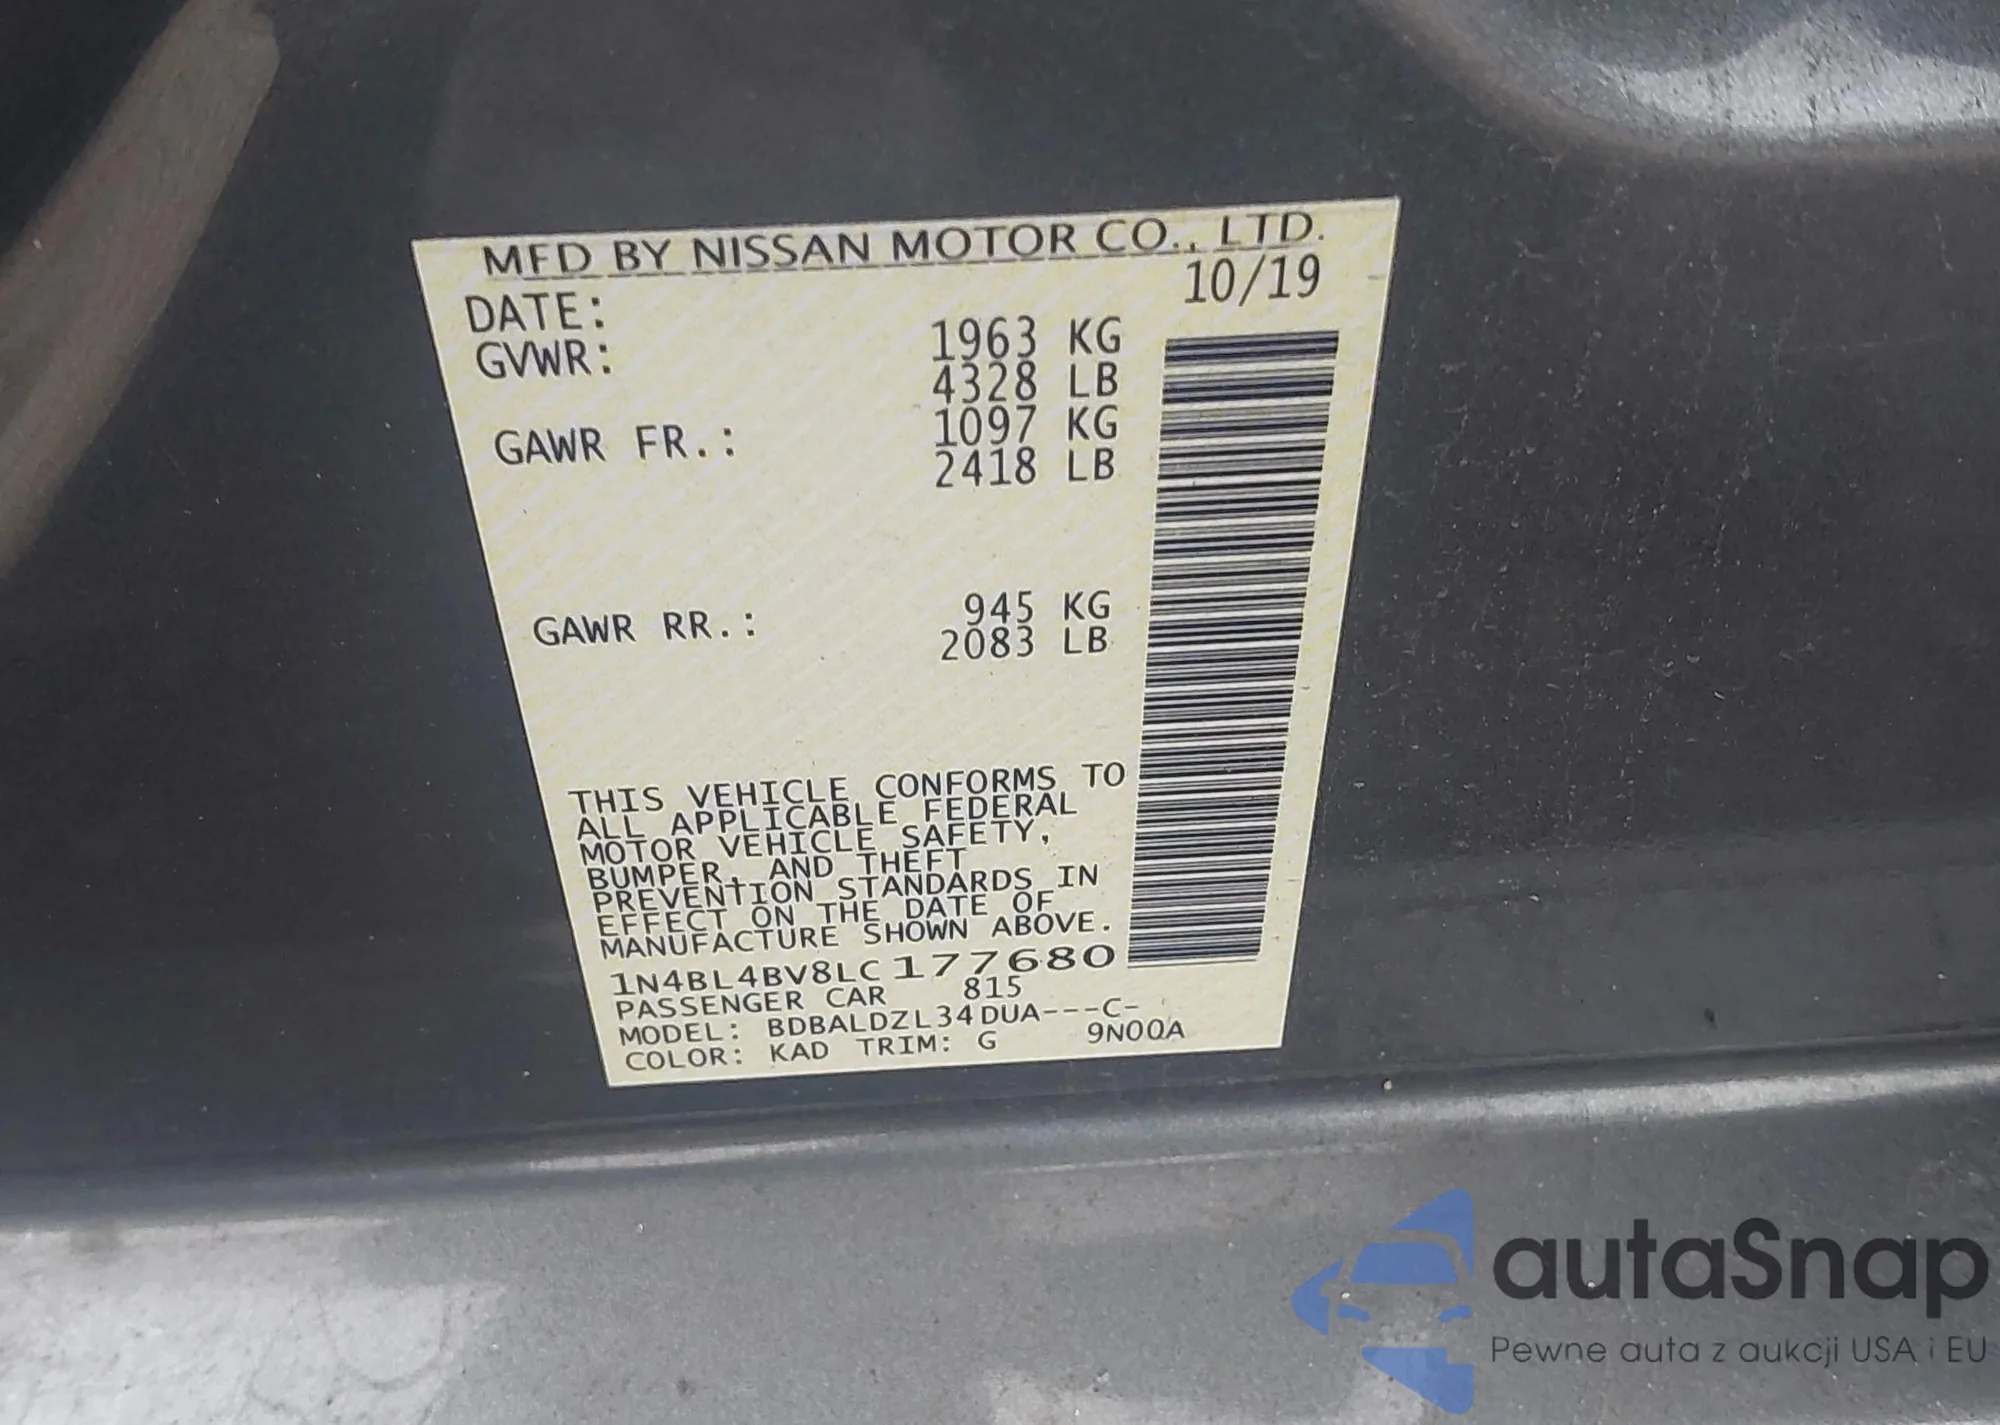 MFD BY NISSAN MOTOR CO., LTD.
DATE: 10/19
GVWR: 1963 KG
4328 LB
GAWR FR.: 1097 KG
2418 LB
GAWR RR.: 945 KG
2083 LB
THIS VEHICLE CONFORMS TO
ALL APPLICABLE FEDERAL
MOTOR VEHICLE SAFETY,
BUMPER, AND THEFT
PREVENTION STANDARDS IN
EFFECT ON THE DATE OF
MANUFACTURE SHOWN ABOVE.
1N4BL4BV8LC177680
PASSENGER CAR 815
MODEL: BDBALDZL34DUA---C-
COLOR: KAD TRIM: G 9N00A
autaSnap
Pewne auta z aukcji USA i EU